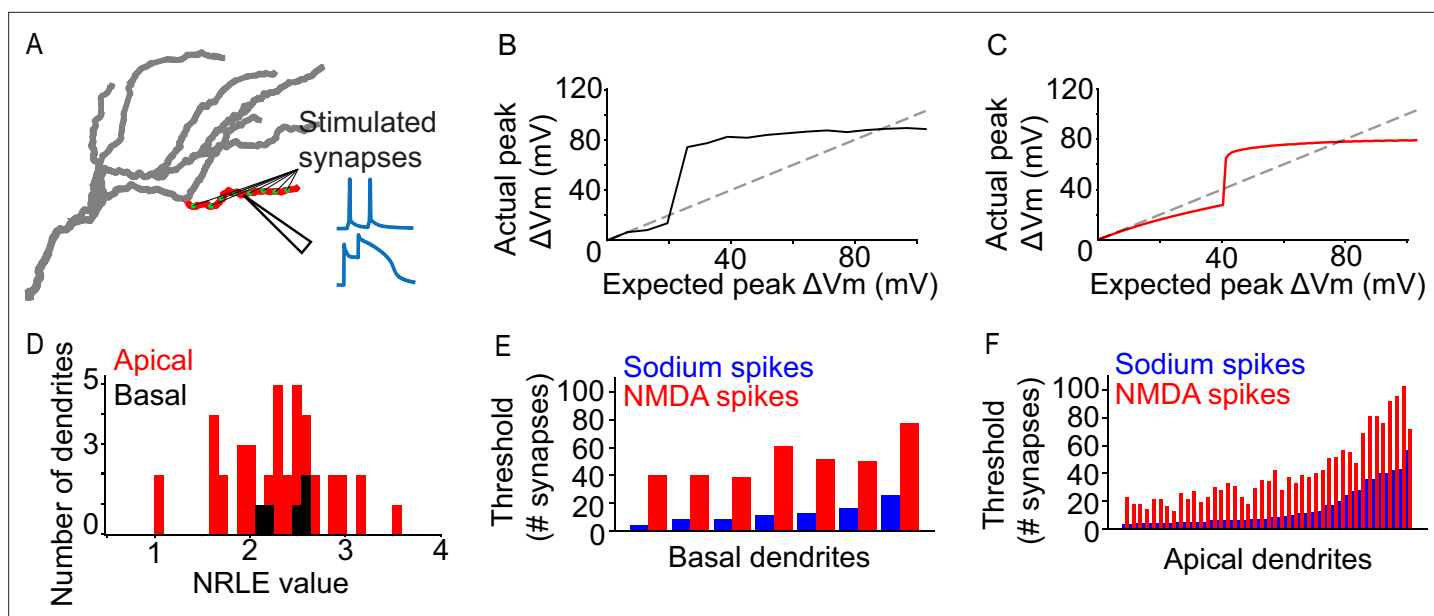 A
Stimulated
synapses
B
120
80
40
0
40
80
Actual peak
ΔVm (mV)
Expected peak ΔVm (mV)
C
120
80
40
0
40
80
Actual peak
ΔVm (mV)
Expected peak ΔVm (mV)
D
Apical
Basal
5
3
1
0
1
2
3
4
Number of dendrites
NRLE value
E
Sodium spikes
NMDA spikes
100
80
60
40
20
0
Threshold
(# synapses)
Basal dendrites
F
Sodium spikes
NMDA spikes
100
80
60
40
20
0
Threshold
(# synapses)
Apical dendrites